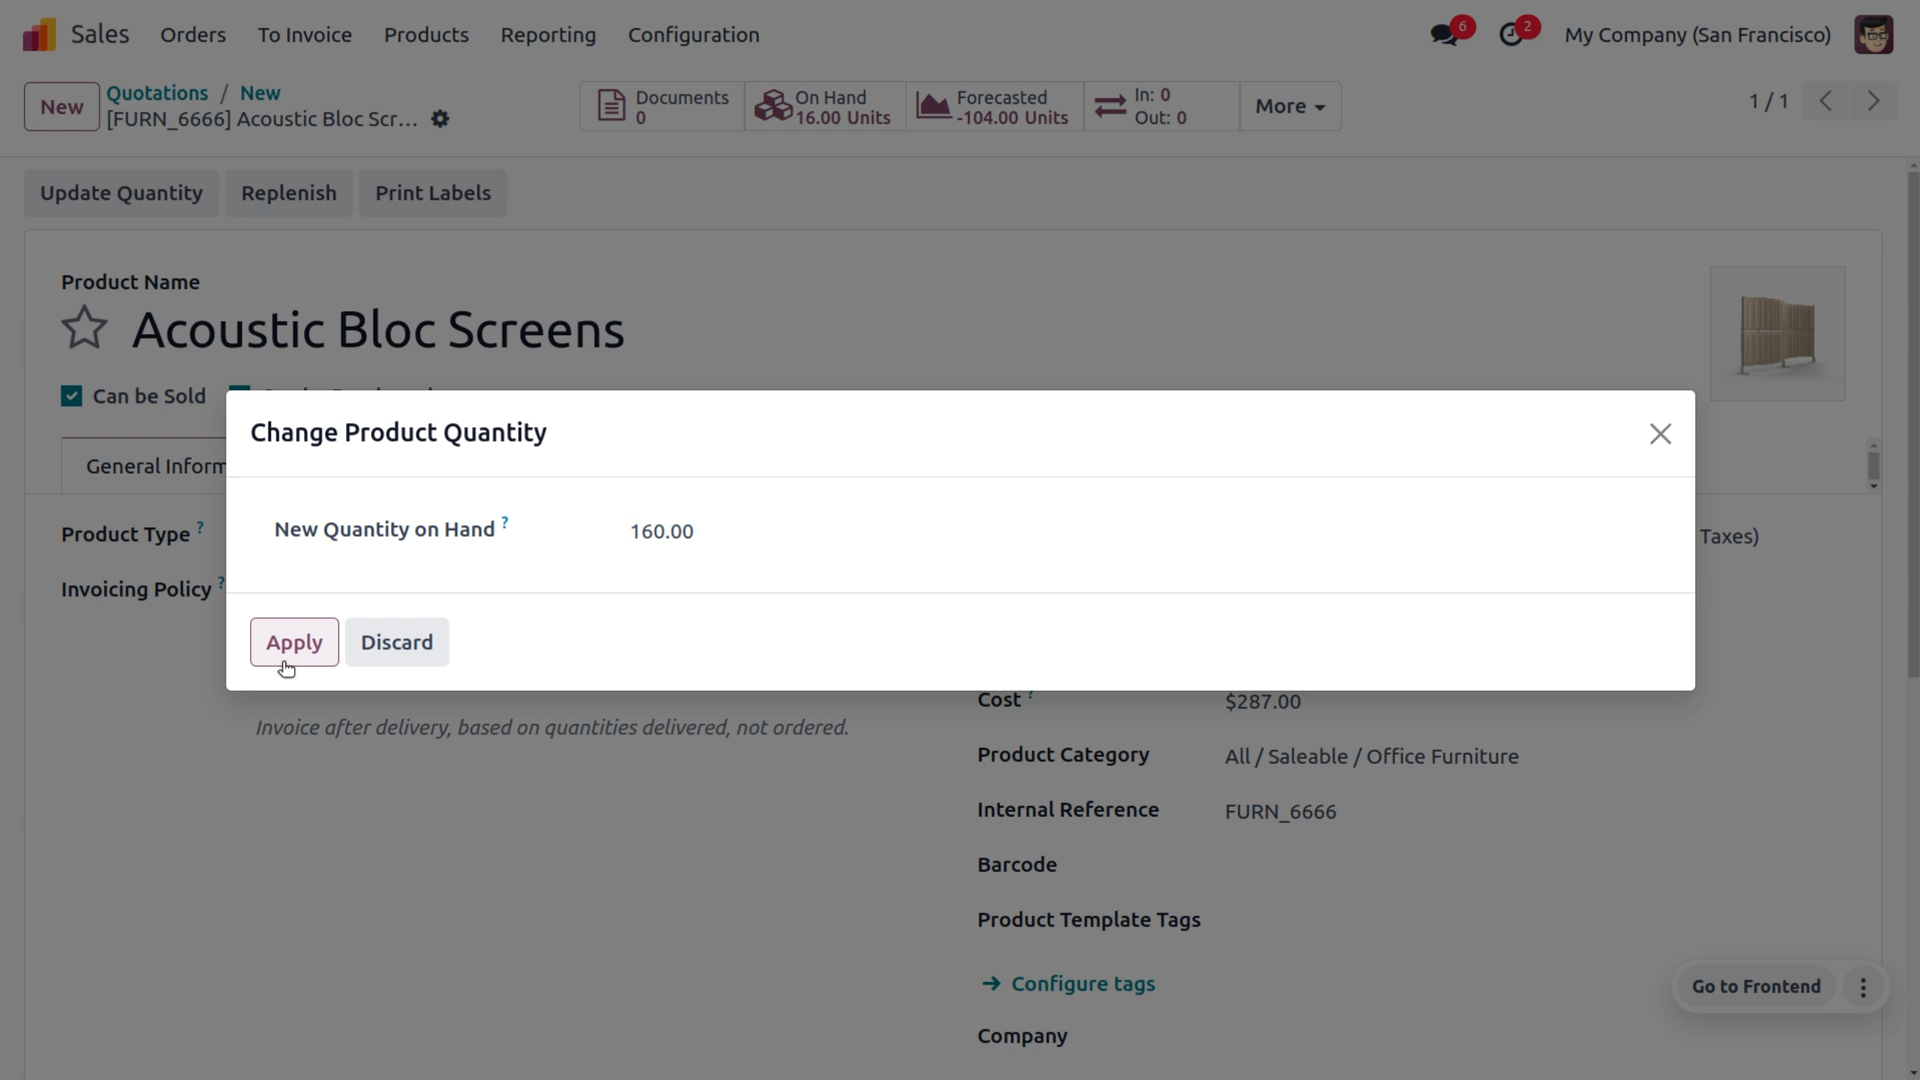 Sales Orders To Invoice Products Reporting Configuration 6 2 My Company (San Francisco)
New Quotations / New
[FURN_6666] Acoustic Bloc Scr...
Documents
0
On Hand
16.00 Units
Forecasted
-104.00 Units
In: 0
Out: 0
More
1 / 1
Update Quantity Replenish Print Labels
Product Name
Acoustic Bloc Screens
Can be Sold
Change Product Quantity
General Inform
New Quantity on Hand ? 160.00
Product Type ?
Taxes)
Invoicing Policy ?
Apply Discard
Cost ? $287.00
Invoice after delivery, based on quantities delivered, not ordered.
Product Category All / Saleable / Office Furniture
Internal Reference FURN_6666
Barcode
Product Template Tags
→ Configure tags
Go to Frontend
Company